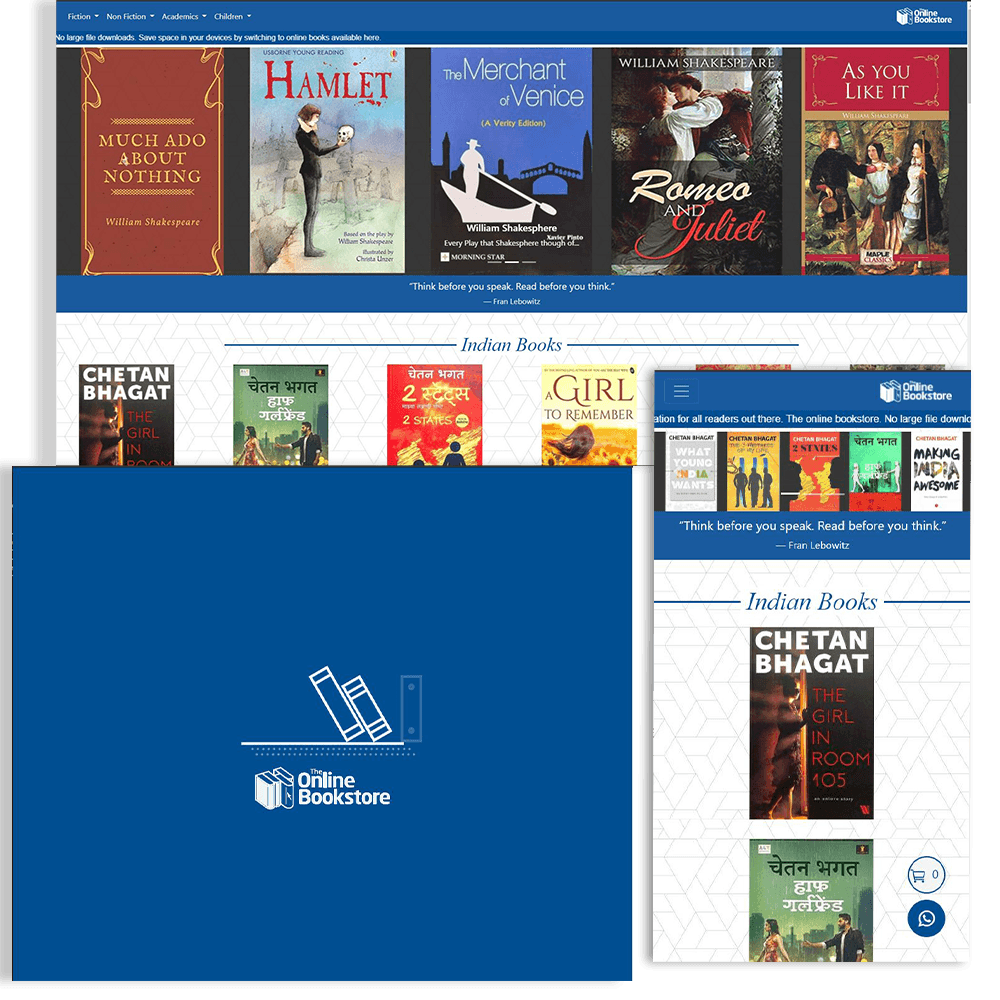 Fiction Non Fiction Academics Children
The Online
Bookstore
No large file downloads. Save space in your devices by switching to online books available here.
MUCH ADO
ABOUT
NOTHING
William Shakespeare
USBORNE YOUNG READING
HAMLET
Based on the play by
William Shakespeare
Illustrated by
Christa Unzer
The Merchant
of Venice
(A Verity Edition)
William Shakesphere
Xavier Pinto
Every Play that Shakesphere though of...
MORNING STAR
WILLIAM SHAKESPEARE
Romeo
AND
Juliet
AS YOU
LIKE IT
WILLIAM SHAKESPEARE
MAPLE
CLASSICS
“Think before you speak. Read before you think.”
— Fran Lebowitz
Indian Books
CHETAN
BHAGAT
THE
GIRL
IN
ROOM
चेतन भगत
हाफ
गर्लफ्रेंड
चेतन भगत
2 स्टेट्स
2 STATES
A GIRL
TO REMEMBER
The Online
Bookstore
ation for all readers out there. The online bookstore. No large file downlo
CHETAN BHAGAT
WHAT
YOUNG
INDIA
WANTS
CHETAN BHAGAT
CHETAN BHAGAT
2 STATES
चेतन भगत
हाफ
CHETAN BHAGAT
MAKING
INDIA
AWESOME
“Think before you speak. Read before you think.”
— Fran Lebowitz
Indian Books
CHETAN
BHAGAT
THE
GIRL
IN
ROOM
105
an unlove story
चेतन भगत
हाफ
गर्लफ्रेंड
0
The
Online
Bookstore